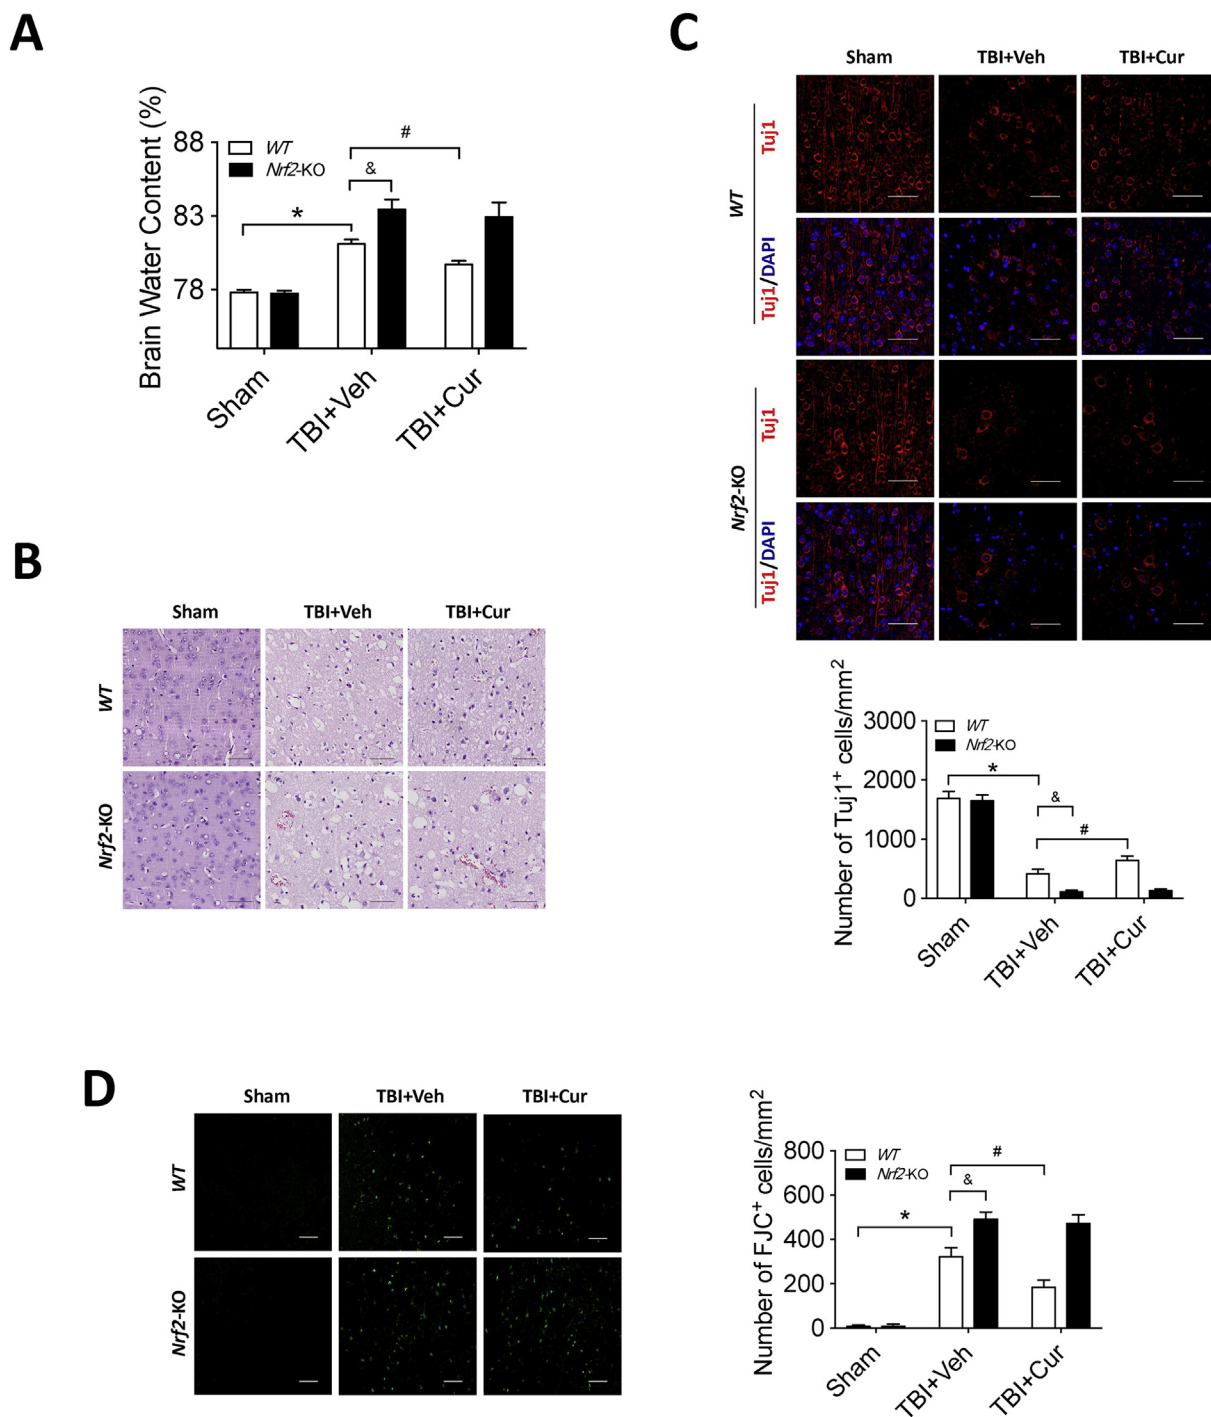 A
Brain Water Content (%)
88
83
78
WT
Nrf2-KO
*
&
#
Sham
TBI+Veh
TBI+Cur
B
Sham TBI+Veh TBI+Cur
WT
Nrf2-KO
C
Sham TBI+Veh TBI+Cur
WT
Tuj1
Tuj1/DAPI
Nrf2-KO
Tuj1
Tuj1/DAPI
Number of Tuj1+ cells/mm2
3000
2000
1000
0
WT
Nrf2-KO
*
&
#
Sham
TBI+Veh
TBI+Cur
D
Sham TBI+Veh TBI+Cur
WT
Nrf2-KO
Number of FJC+ cells/mm2
800
600
400
200
0
WT
Nrf2-KO
*
&
#
Sham
TBI+Veh
TBI+Cur